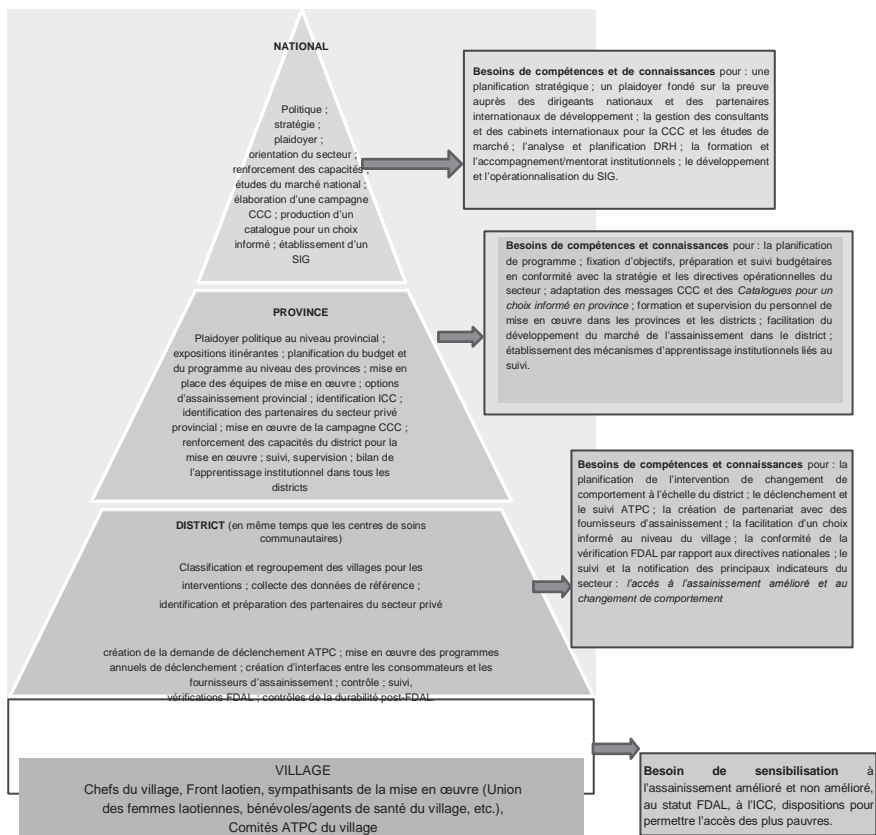 NATIONAL
Politique ;
stratégie ;
plaidoyer ;
orientation du secteur ;
renforcement des capacités ;
études du marché national ;
élaboration d'une campagne
CCC ; production d'un
catalogue pour un choix
informé ; établissement d'un
SIG
Besoins de compétences et de connaissances pour : une
planification stratégique ; un plaidoyer fondé sur la preuve
auprès des dirigeants nationaux et des partenaires
internationaux de développement ; la gestion des consultants
et des cabinets internationaux pour la CCC et les études de
marché ; l'analyse et planification DRH ; la formation et
l'accompagnement/mentorat institutionnels ; le développement
et l'opérationnalisation du SIG.
PROVINCE
Plaidoyer politique au niveau provincial ;
expositions itinérantes ; planification du budget et
du programme au niveau des provinces ; mise en
place des équipes de mise en œuvre ; options
d'assainissement provincial ; identification ICC ;
identification des partenaires du secteur privé
provincial ; mise en œuvre de la campagne CCC ;
renforcement des capacités du district pour la
mise en œuvre ; suivi, supervision ; bilan de
l'apprentissage institutionnel dans tous les
districts
Besoins de compétences et connaissances pour : la planification
de programme ; fixation d'objectifs, préparation et suivi budgétaires
en conformité avec la stratégie et les directives opérationnelles du
secteur ; adaptation des messages CCC et des Catalogues pour un
choix informé en province ; formation et supervision du personnel de
mise en œuvre dans les provinces et les districts ; facilitation du
développement du marché de l'assainissement dans le district ;
établissement des mécanismes d'apprentissage institutionnels liés au
suivi.
DISTRICT (en même temps que les centres de soins
communautaires)
Classification et regroupement des villages pour les
interventions ; collecte des données de référence ;
identification et préparation des partenaires du secteur privé
création de la demande de déclenchement ATPC ; mise en œuvre des programmes
annuels de déclenchement ; création d'interfaces entre les consommateurs et les
fournisseurs d'assainissement ; contrôle ; suivi,
vérifications FDAL ; contrôles de la durabilité post-FDAL.
Besoins de compétences et connaissances pour : la
planification de l'intervention de changement de
comportement à l'échelle du district ; le déclenchement et
le suivi ATPC ; la création de partenariat avec des
fournisseurs d'assainissement ; la facilitation d'un choix
informé au niveau du village ; la conformité de la
vérification FDAL par rapport aux directives nationales ; le
suivi et la notification des principaux indicateurs du
secteur : l'accès à l'assainissement amélioré et au
changement de comportement
VILLAGE
Chefs du village, Front laotien, sympathisants de la mise en œuvre (Union
des femmes laotiennes, bénévoles/agents de santé du village, etc.),
Comités ATPC du village
Besoin de sensibilisation à
l'assainissement amélioré et non amélioré,
au statut FDAL, à l'ICC, dispositions pour
permettre l'accès des plus pauvres.